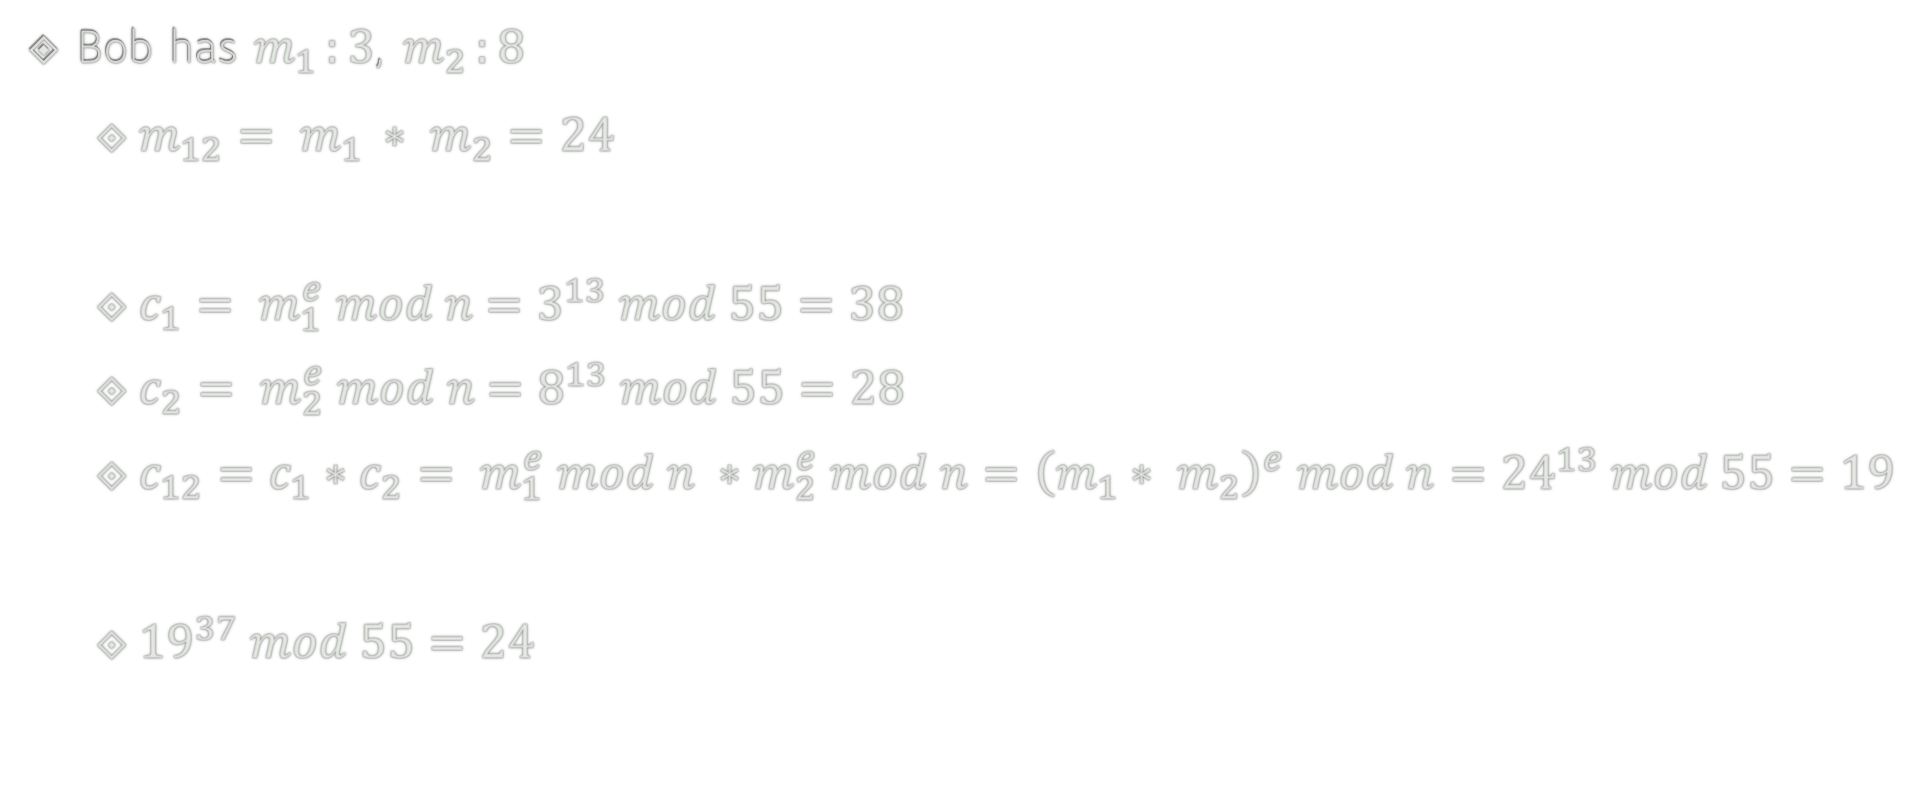 Bob has m₁ : 3, m₂ : 8
m₁₂ = m₁ * m₂ = 24
c₁ = m₁ᵉ mod n = 3¹³ mod 55 = 38
c₂ = m₂ᵉ mod n = 8¹³ mod 55 = 28
c₁₂ = c₁ * c₂ = m₁ᵉ mod n * m₂ᵉ mod n = (m₁ * m₂)ᵉ mod n = 24¹³ mod 55 = 19
19³⁷ mod 55 = 24